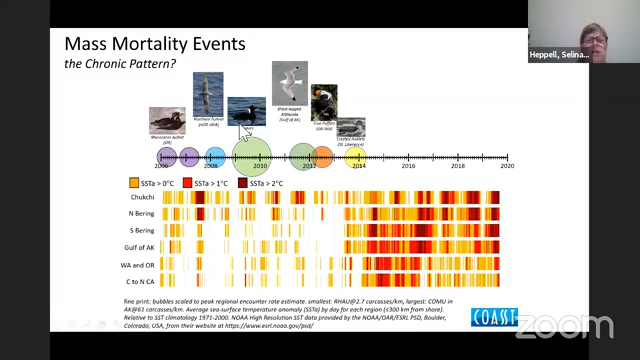 Mass Mortality Events
the Chronic Pattern?
Heppell, Selina...
Rhinoceros Auklet (OR)
Northern Fulmar
Black-legged
Kittiwake
(Gulf of AK)
Tufted Puffin
(OR-WA)
Crested Auklets
(St. Lawrence)
2006 2008 2010 2012 2014 2016 2018 2020
SSTa > 0°C SSTa > 1°C SSTa > 2°C
Chukchi
N Bering
S Bering
Gulf of AK
WA and OR
C to N CA
fine print: bubbles scaled to peak regional encounter rate estimate. smallest: RHAU@2.7 carcasses/km, largest: COMU in
AK@61 carcasses/km. Average sea-surface temperature anomaly (SSTa) by day for each region (≤300 km from shore).
Relative to SST climatology 1971-2000. NOAA High Resolution SST data provided by the NOAA/OAR/ESRL PSD, Boulder,
Colorado, USA, from their website at https://www.esrl.noaa.gov/psd/
COASST
zoom